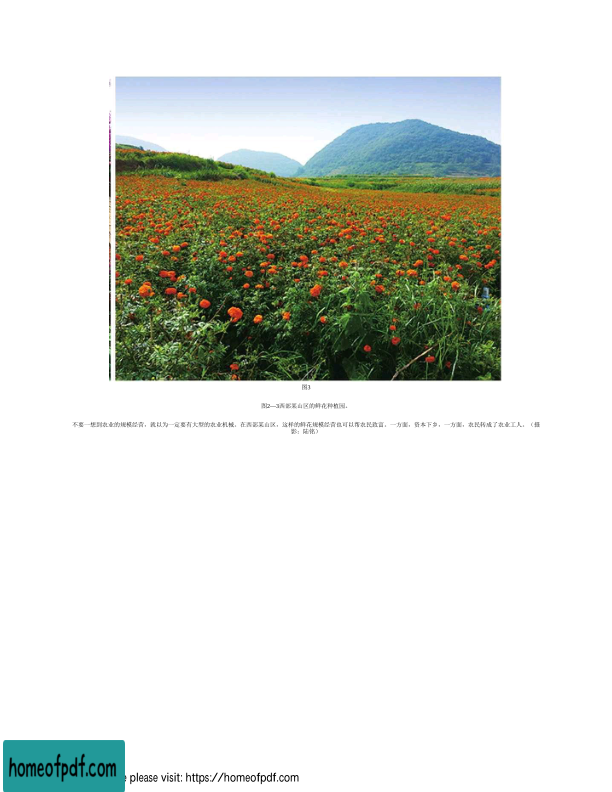 图3
图2—3西部某山区的鲜花种植园。
不要一想到农业的规模经营，就以为一定要有大型的农业机械。在西部某山区，这样的鲜花规模经营也可以帮农民致富。一方面，资本下乡，一方面，农民转成了农业工人。（摄
影：陆铭）
homeofpdf.com
e please visit: https://homeofpdf.com